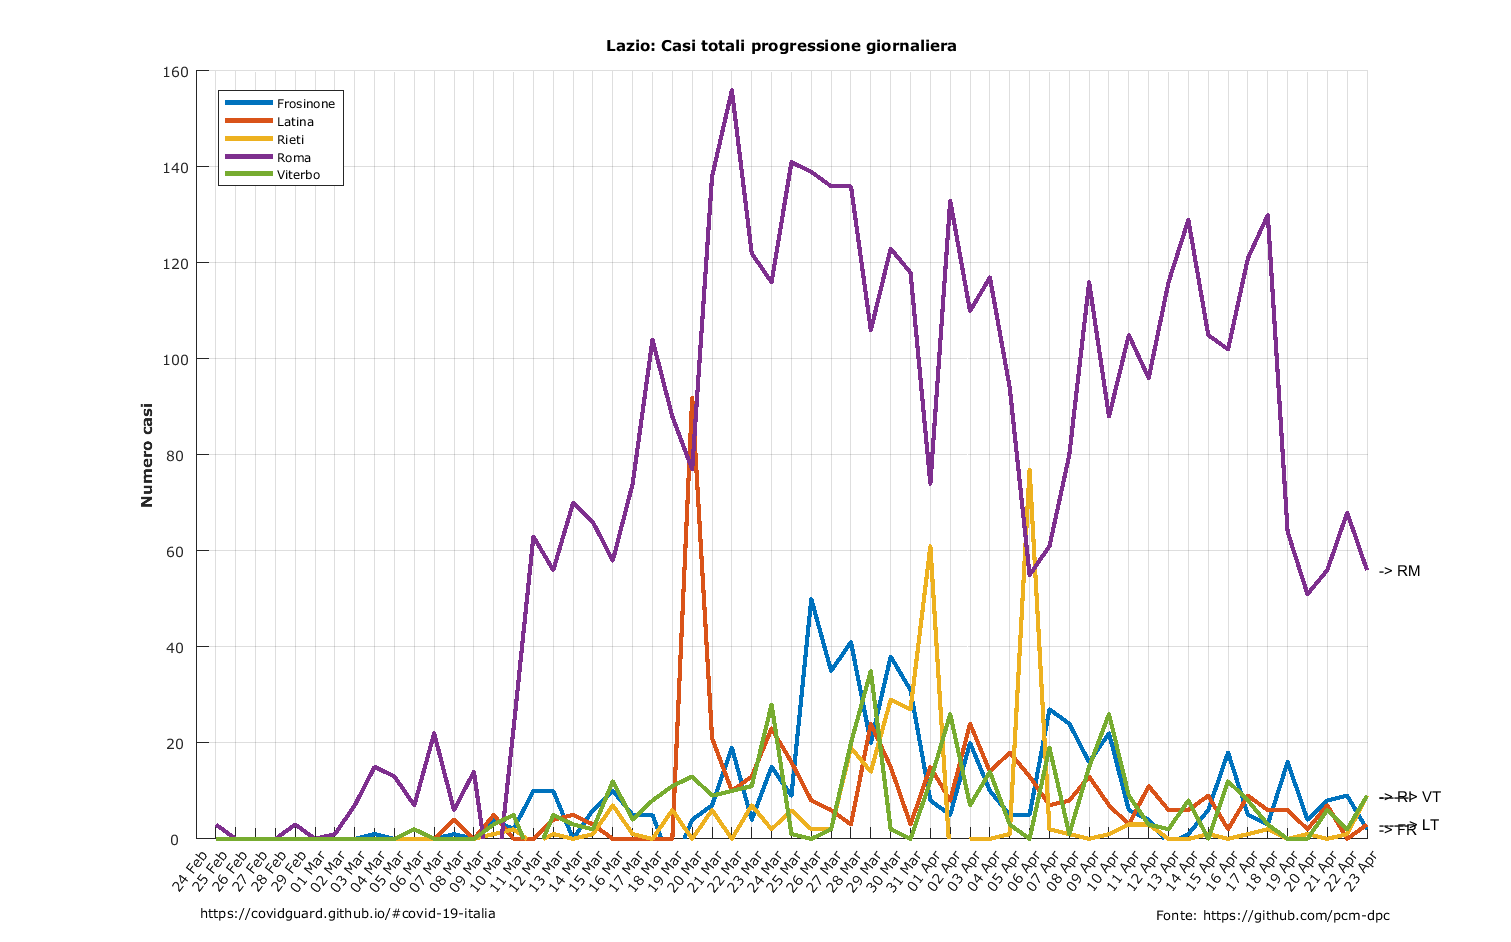 Lazio: Casi totali progressione giornaliera
Numero casi
160
140
120
100
80
60
40
20
0
Frosinone
Latina
Rieti
Roma
Viterbo
-> RM
-> RI
-> VT
-> LT
-> FR
24 Feb
25 Feb
26 Feb
27 Feb
28 Feb
29 Feb
01 Mar
02 Mar
03 Mar
04 Mar
05 Mar
06 Mar
07 Mar
08 Mar
09 Mar
10 Mar
11 Mar
12 Mar
13 Mar
14 Mar
15 Mar
16 Mar
17 Mar
18 Mar
19 Mar
20 Mar
21 Mar
22 Mar
23 Mar
24 Mar
25 Mar
26 Mar
27 Mar
28 Mar
29 Mar
30 Mar
31 Mar
01 Apr
02 Apr
03 Apr
04 Apr
05 Apr
06 Apr
07 Apr
08 Apr
09 Apr
10 Apr
11 Apr
12 Apr
13 Apr
14 Apr
15 Apr
16 Apr
17 Apr
18 Apr
19 Apr
20 Apr
21 Apr
22 Apr
23 Apr
https://covidguard.github.io/#covid-19-italia
Fonte: https://github.com/pcm-dpc